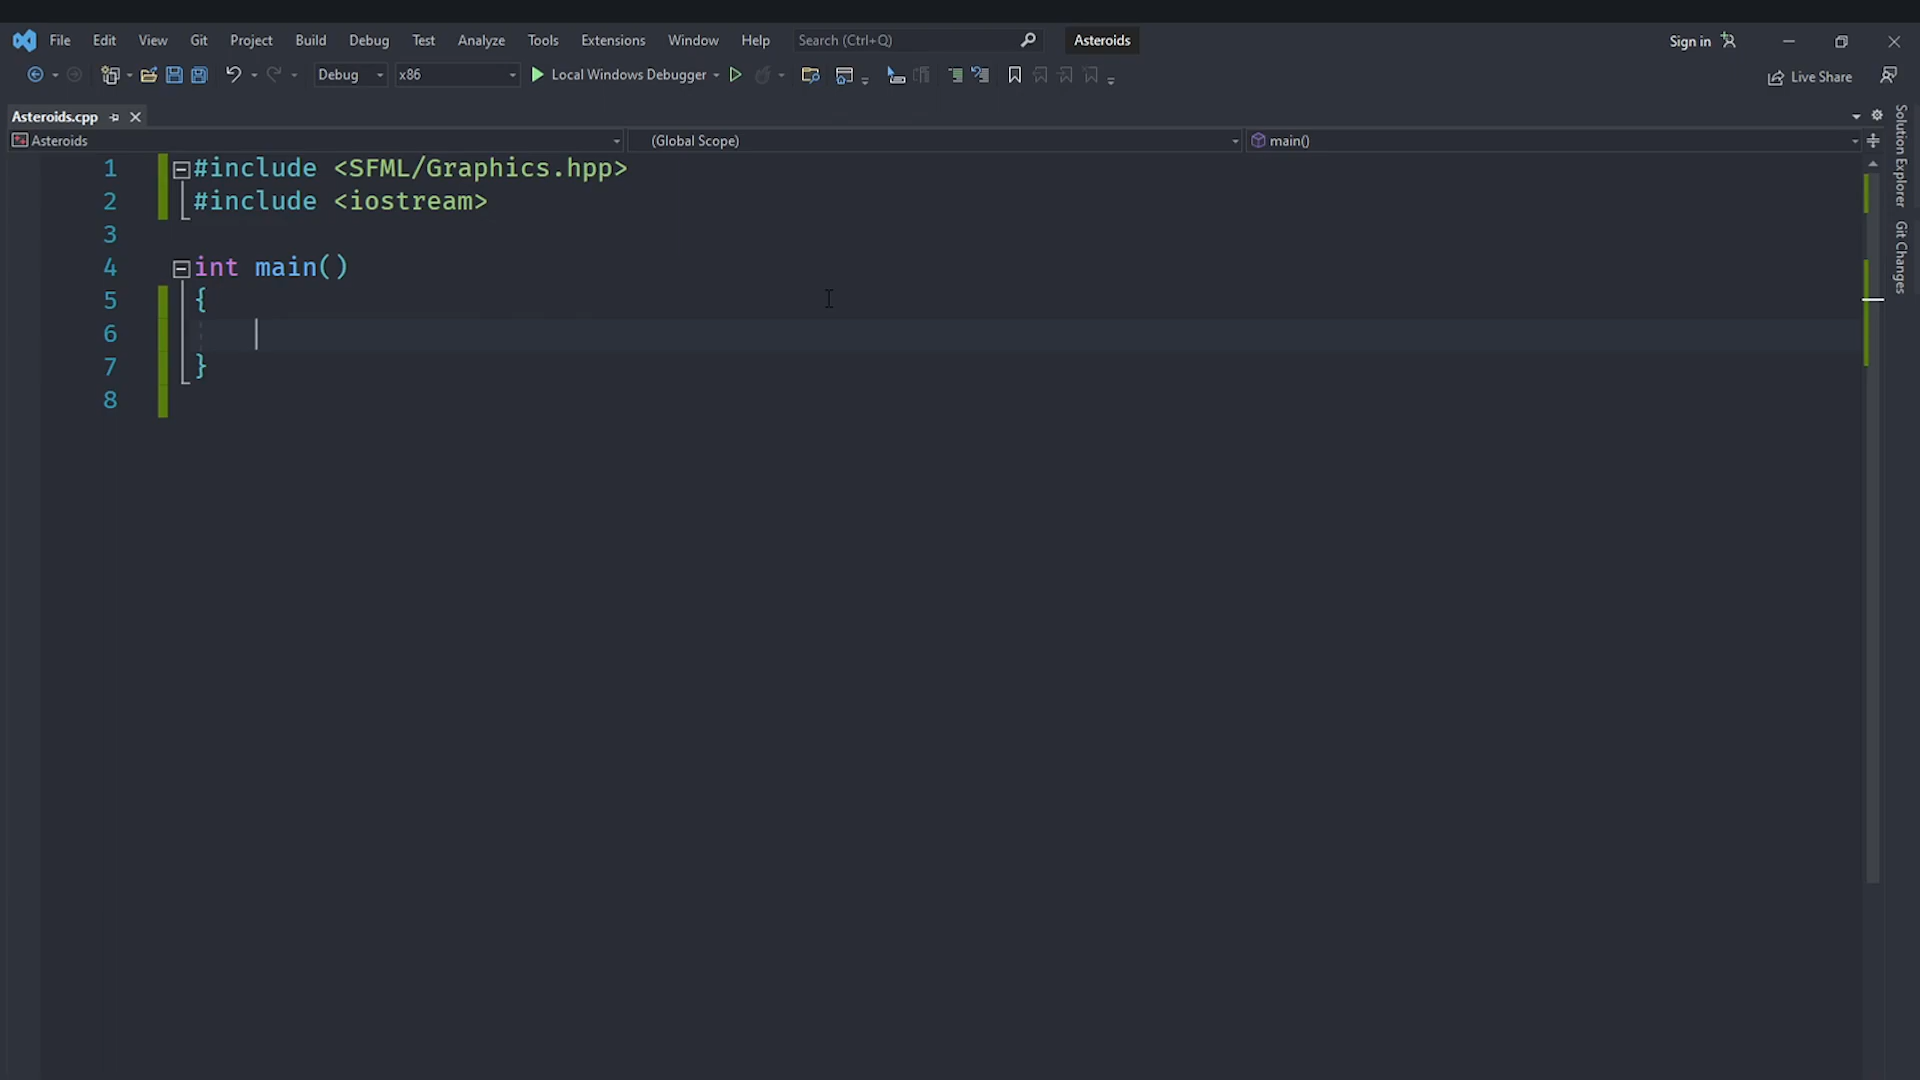 File Edit View Git Project Build Debug Test Analyze Tools Extensions Window Help Search (Ctrl+Q) Asteroids Sign in
Debug x86 Local Windows Debugger Live Share
Asteroids.cpp
Asteroids (Global Scope) main()
1 #include <SFML/Graphics.hpp>
2 #include <iostream>
3
4 int main()
5 {
6
7 }
8
Solution Explorer
Git Changes